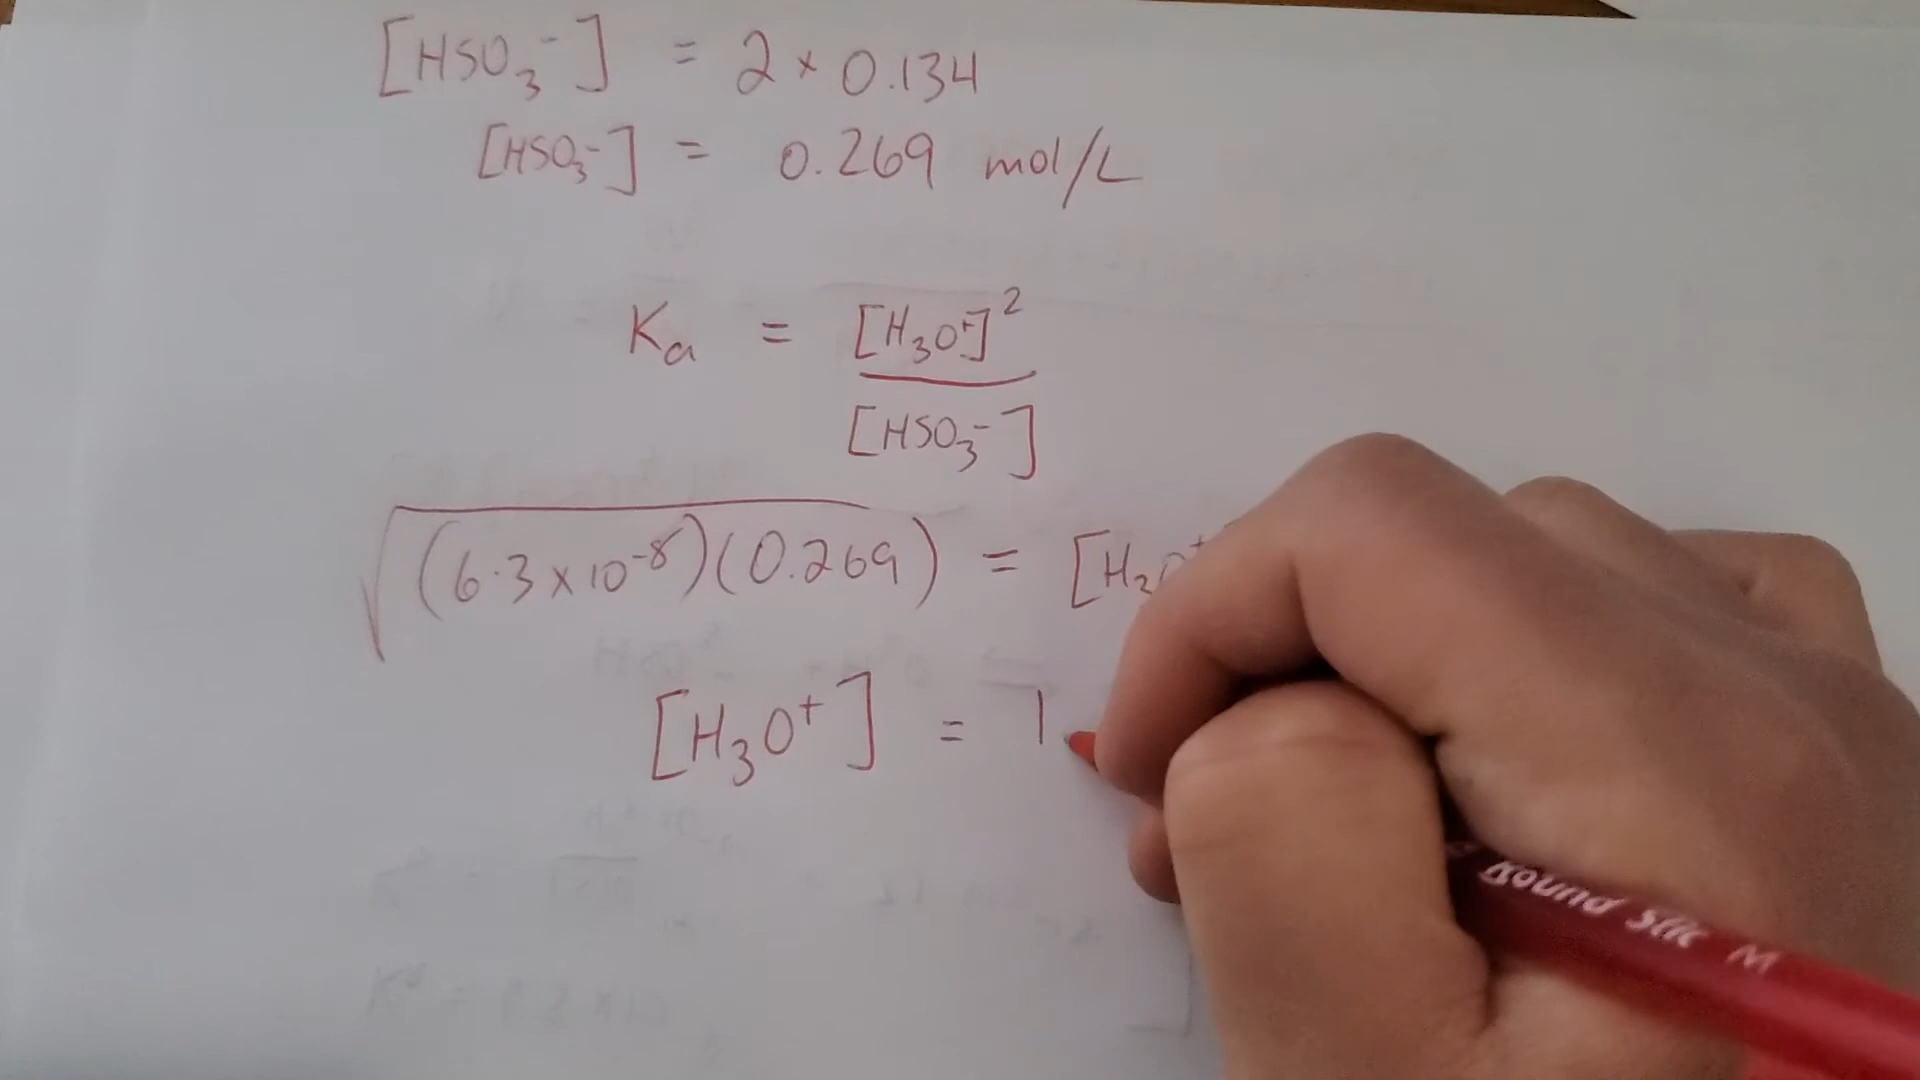 [HSO₃⁻] = 2 × 0.134
[HSO₃⁻] = 0.269 mol/L
Kₐ = [H₃O⁺]²
[HSO₃⁻]
√(6.3 x 10⁻⁸)(0.269) = [H₃O⁺
[H₃O⁺] = 1.
Round Stic M